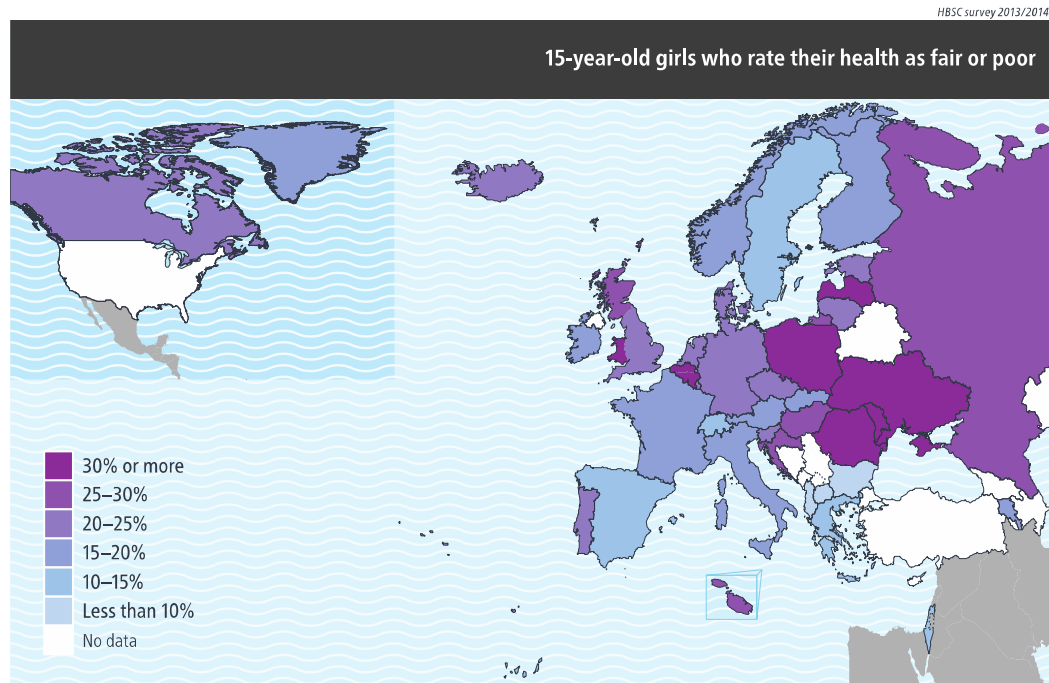 HBSC survey 2013/2014
15-year-old girls who rate their health as fair or poor
30% or more
25–30%
20–25%
15–20%
10–15%
Less than 10%
No data